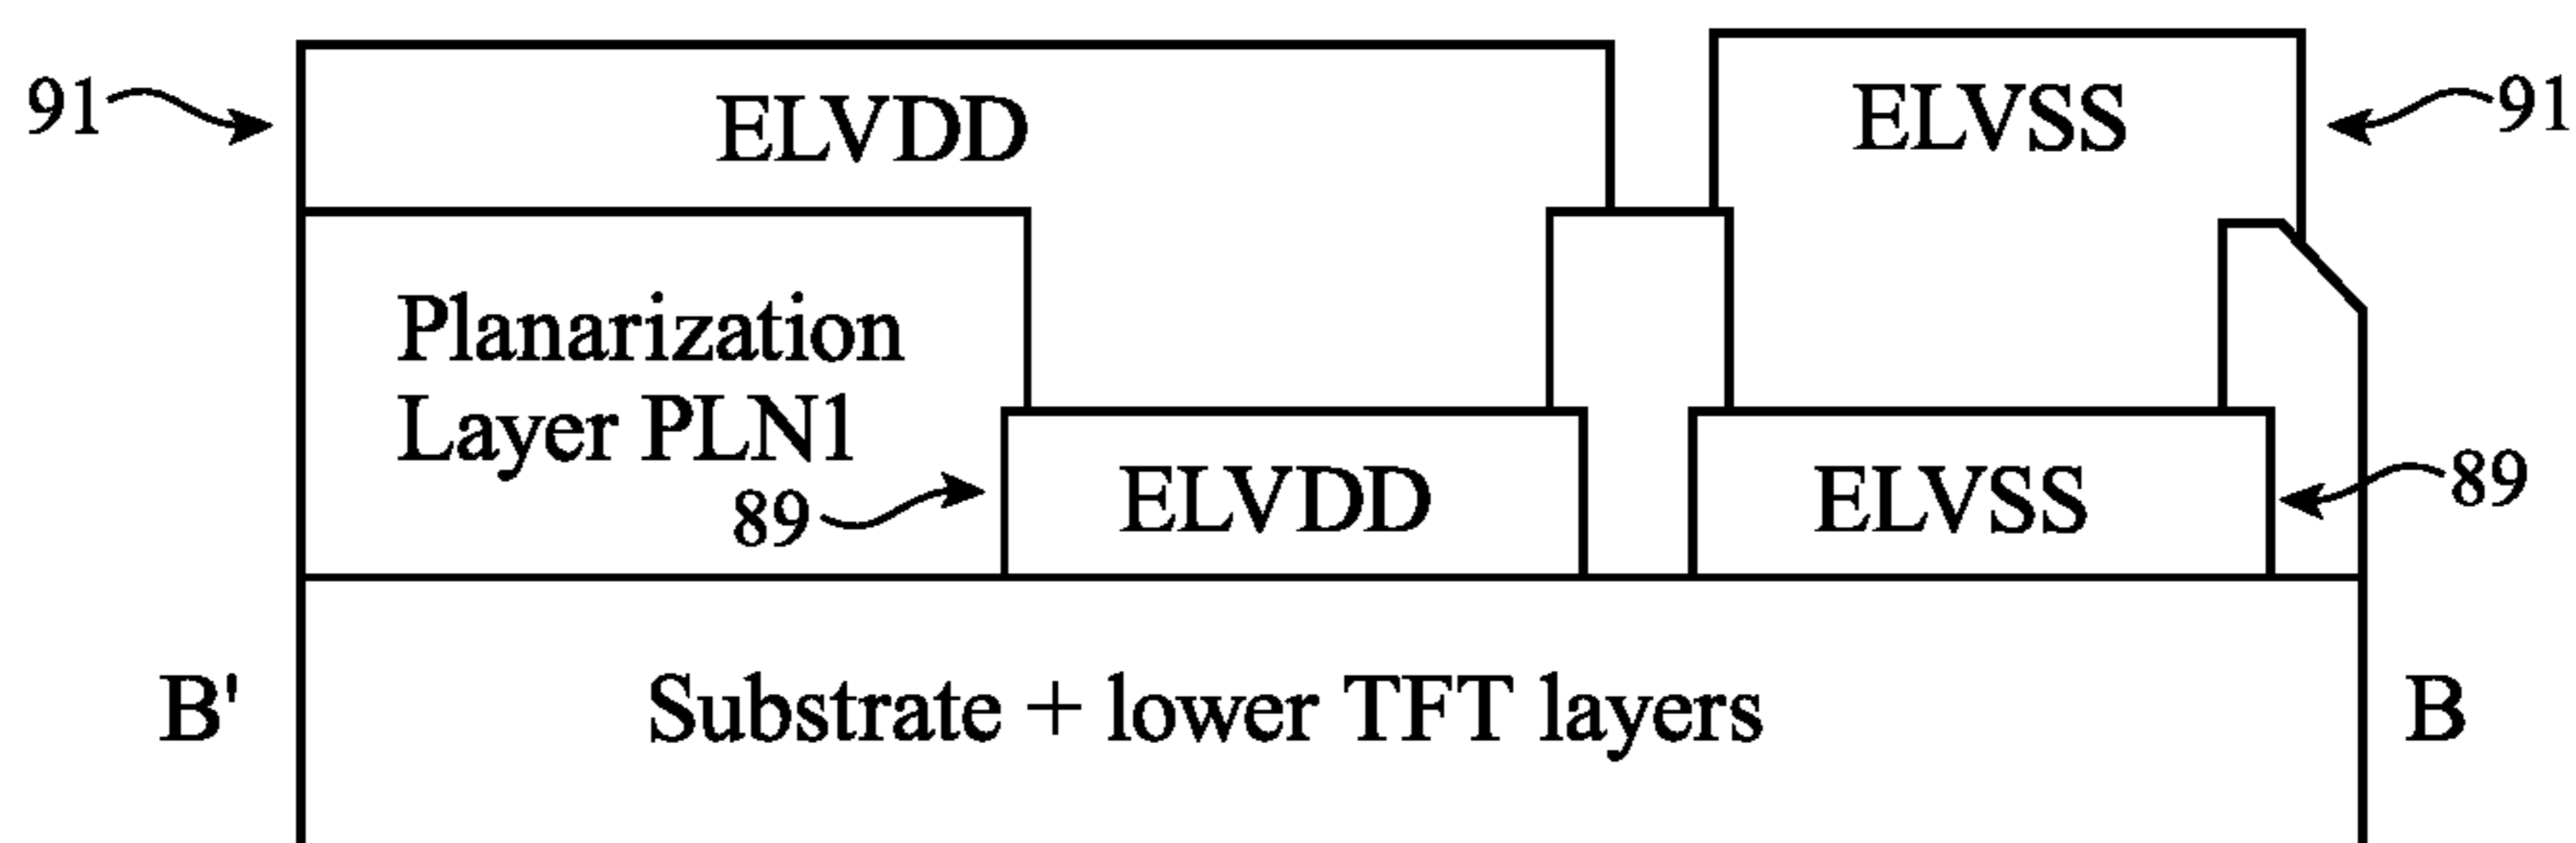 91
ELVDD
ELVSS
91
Planarization
Layer PLN1
89
ELVDD
ELVSS
89
B'
Substrate + lower TFT layers
B